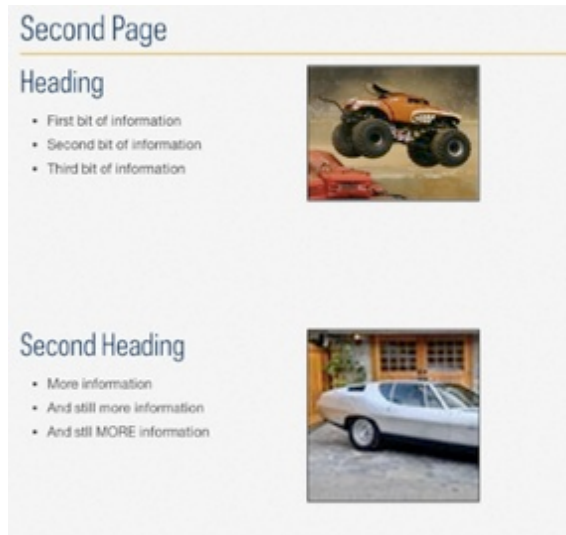 Second Page
Heading
• First bit of information
• Second bit of information
• Third bit of information
Second Heading
• More information
• And still more information
• And still MORE information